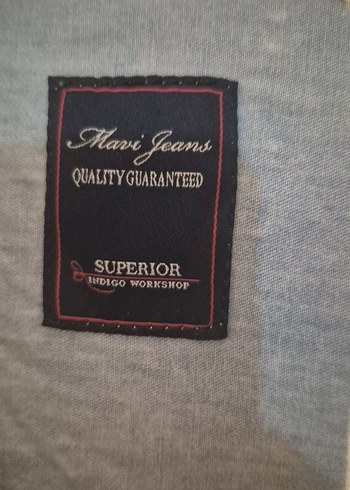 Mavi Jeans
QUALITY GUARANTEED
SUPERIOR
INDIGO WORKSHOP